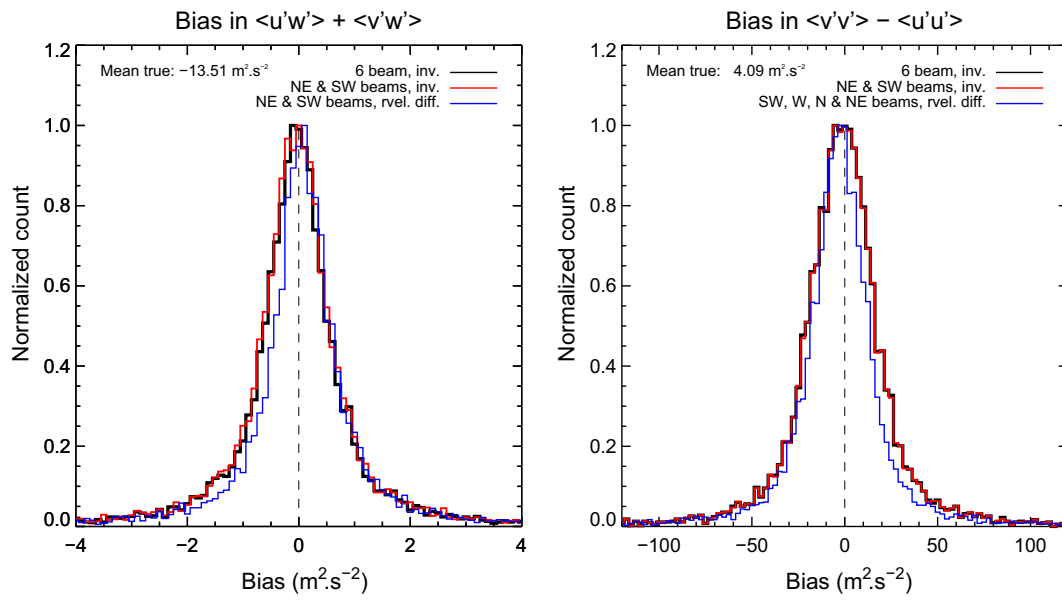 Bias in <u'w'> + <v'w'>
Mean true: −13.51 m².s⁻²
6 beam, inv.
NE & SW beams, inv.
NE & SW beams, rvel. diff.
Normalized count
1.2
1.0
0.8
0.6
0.4
0.2
0.0
−4
−2
0
2
4
Bias (m².s⁻²)
Bias in <v'v'> − <u'u'>
Mean true: 4.09 m².s⁻²
6 beam, inv.
NE & SW beams, inv.
SW, W, N & NE beams, rvel. diff.
Normalized count
1.2
1.0
0.8
0.6
0.4
0.2
0.0
−100
−50
0
50
100
Bias (m².s⁻²)